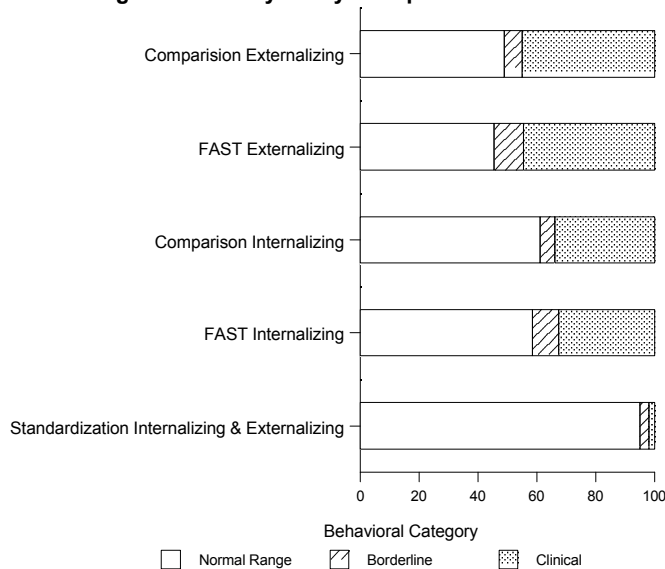 Comparision Externalizing
FAST Externalizing
Comparison Internalizing
FAST Internalizing
Standardization Internalizing & Externalizing
0 20 40 60 80 100
Behavioral Category
Normal Range Borderline Clinical